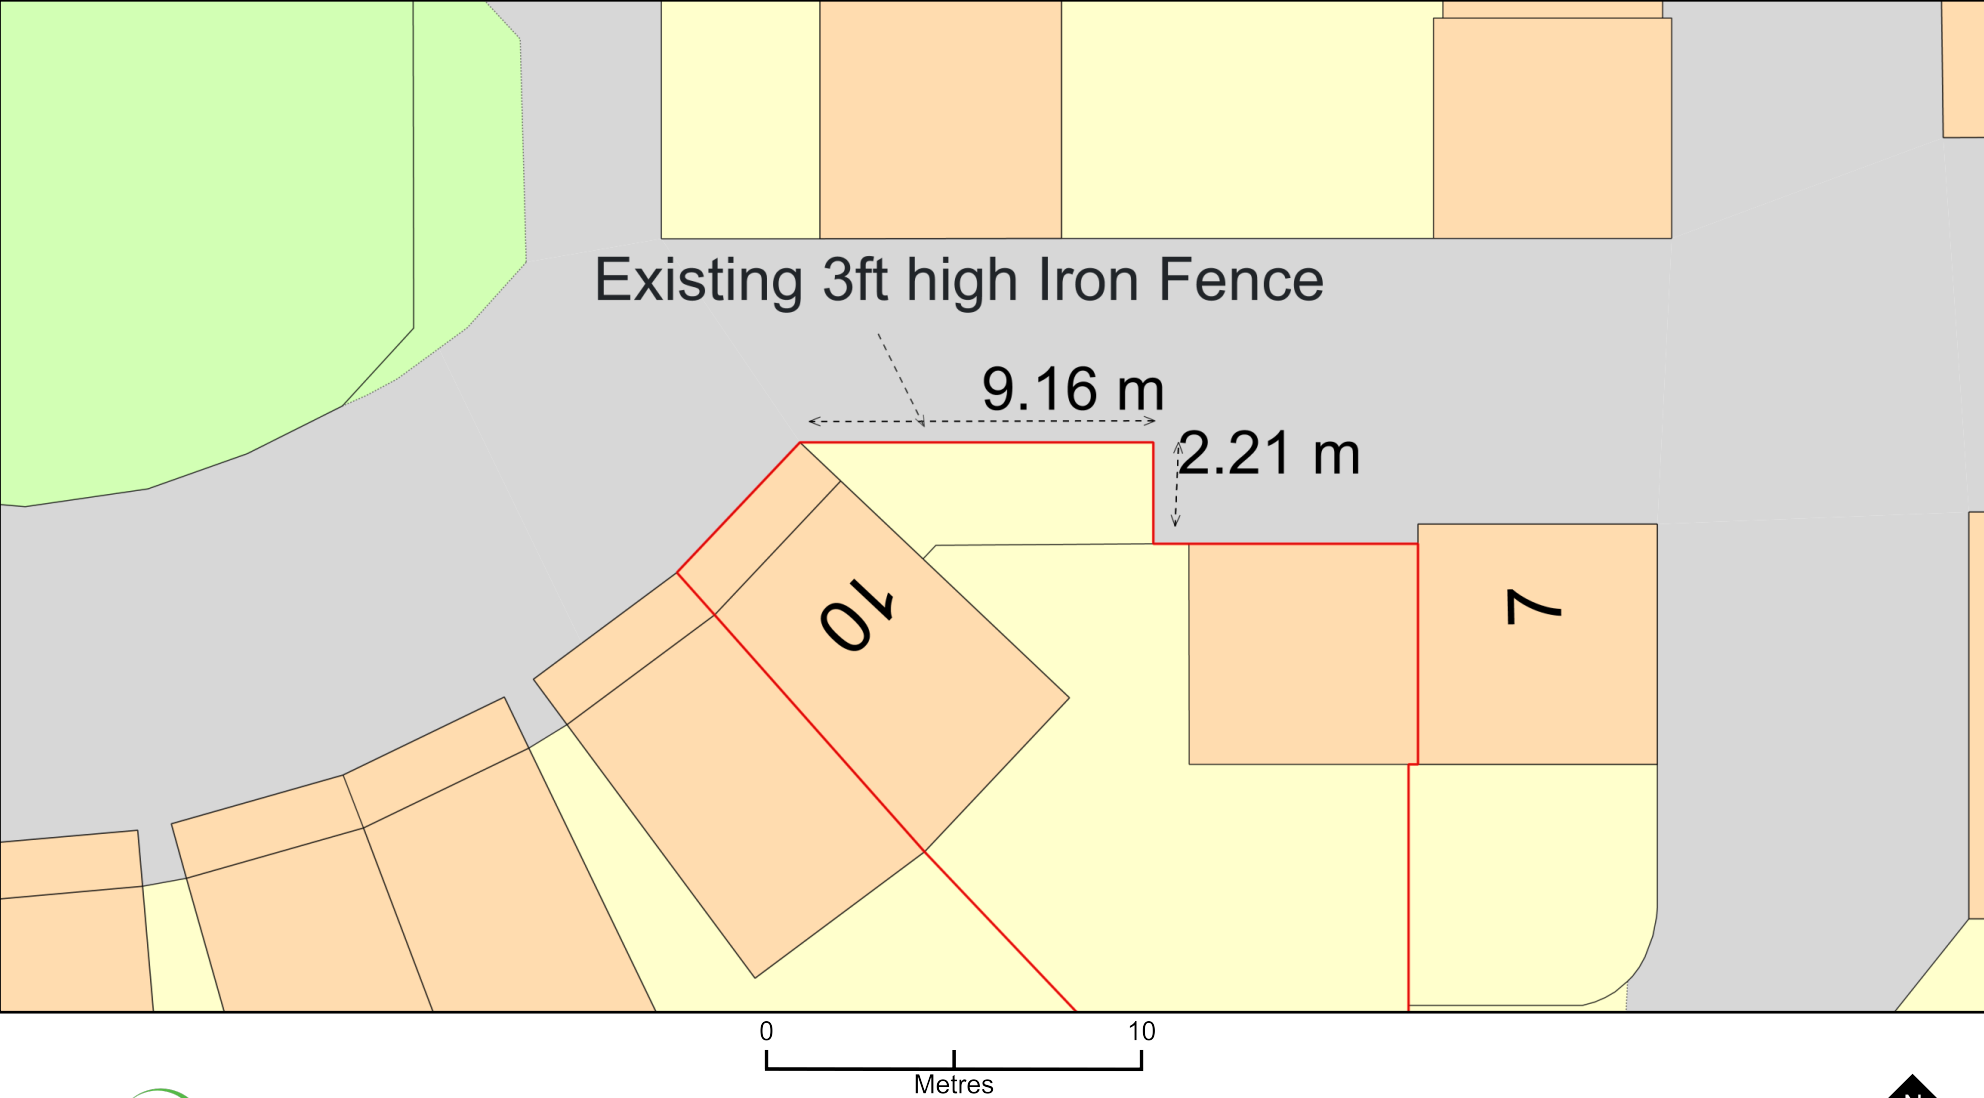 Existing 3ft high Iron Fence
9.16 m
2.21 m
10
7
0 10
Metres